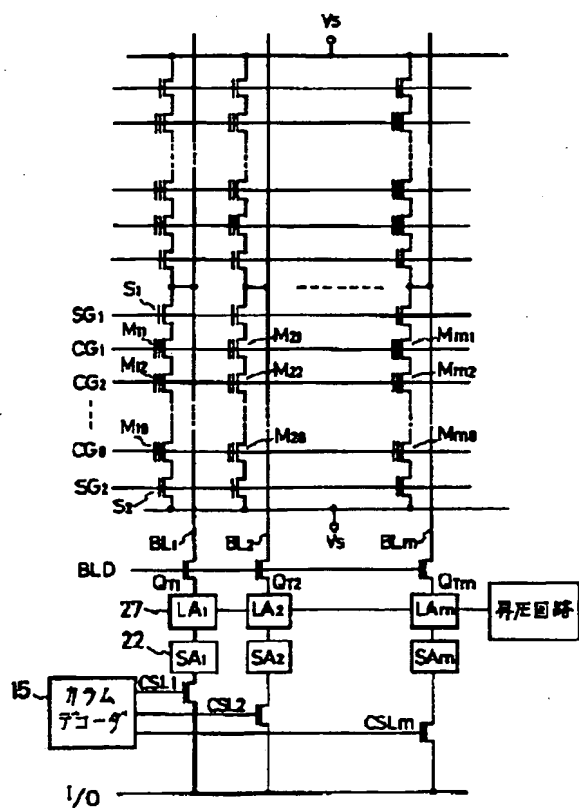 VS
S1
SG1
M11 M21 Mm1
CG1
M12 M22 Mm2
CG2
M18 M28 Mm8
CG8
SG2
S2
VS
BL1 BL2 BLm
BLD
QT1 QT2 QTm
27 LA1 LA2 LAm 昇圧回路
22 SA1 SA2 SAm
15 カラムデコーダ
CSL1
CSL2
CSLm
I/O